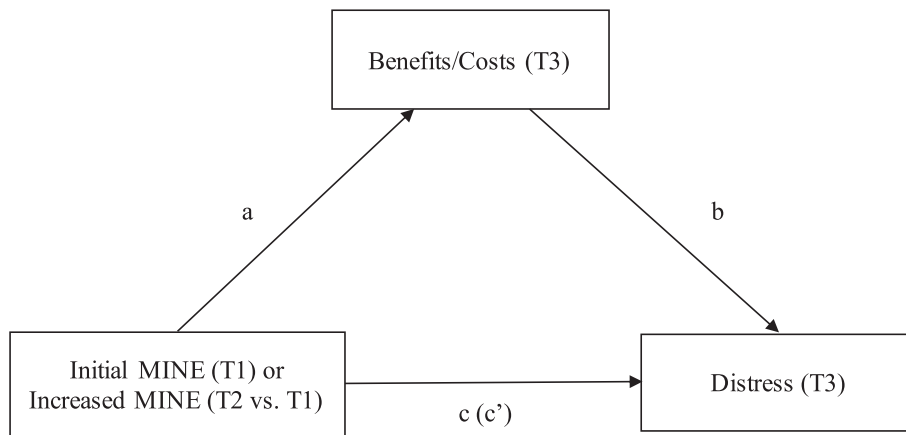 Benefits/Costs (T3)
a
b
Initial MINE (T1) or
Increased MINE (T2 vs. T1)
c (c’)
Distress (T3)